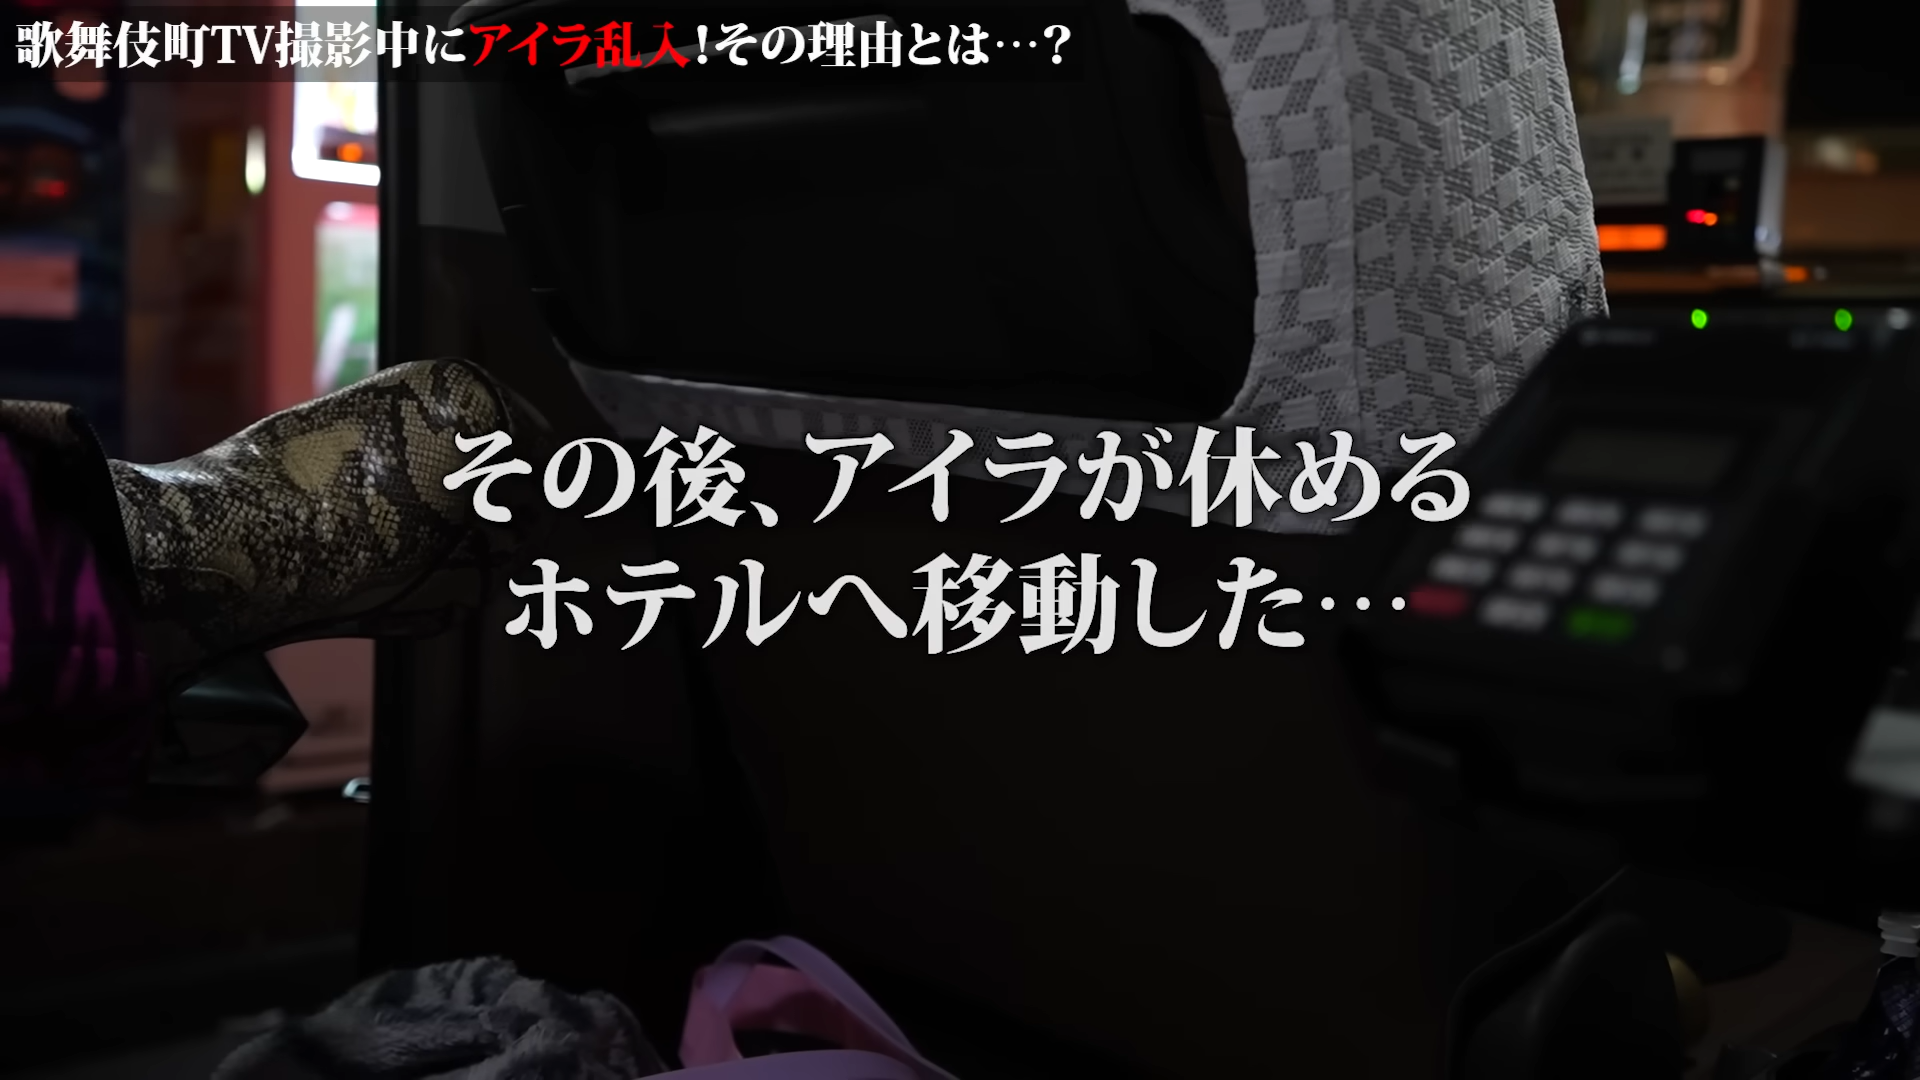 歌舞伎町TV撮影中にアイラ乱入!その理由とは…?
その後、アイラが休める
ホテルへ移動した…